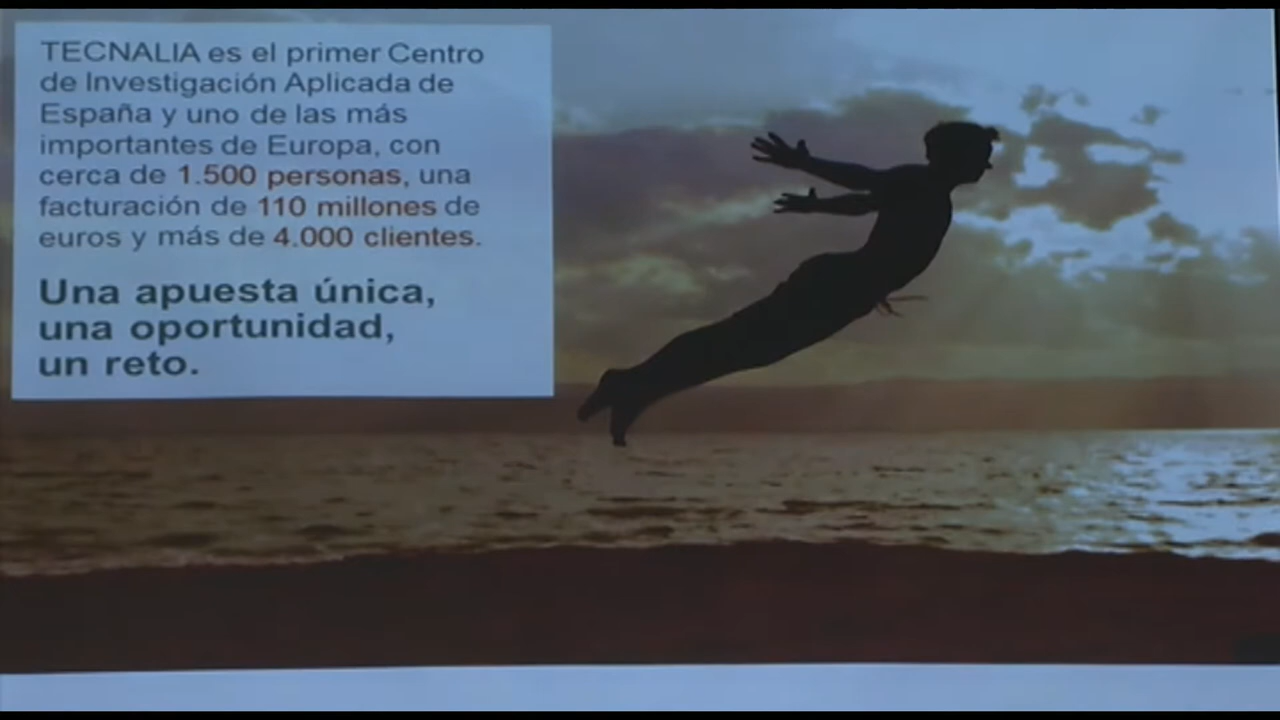 TECNALIA es el primer Centro
de Investigación Aplicada de
España y uno de las más
importantes de Europa, con
cerca de 1.500 personas, una
facturación de 110 millones de
euros y más de 4.000 clientes.
Una apuesta única,
una oportunidad,
un reto.